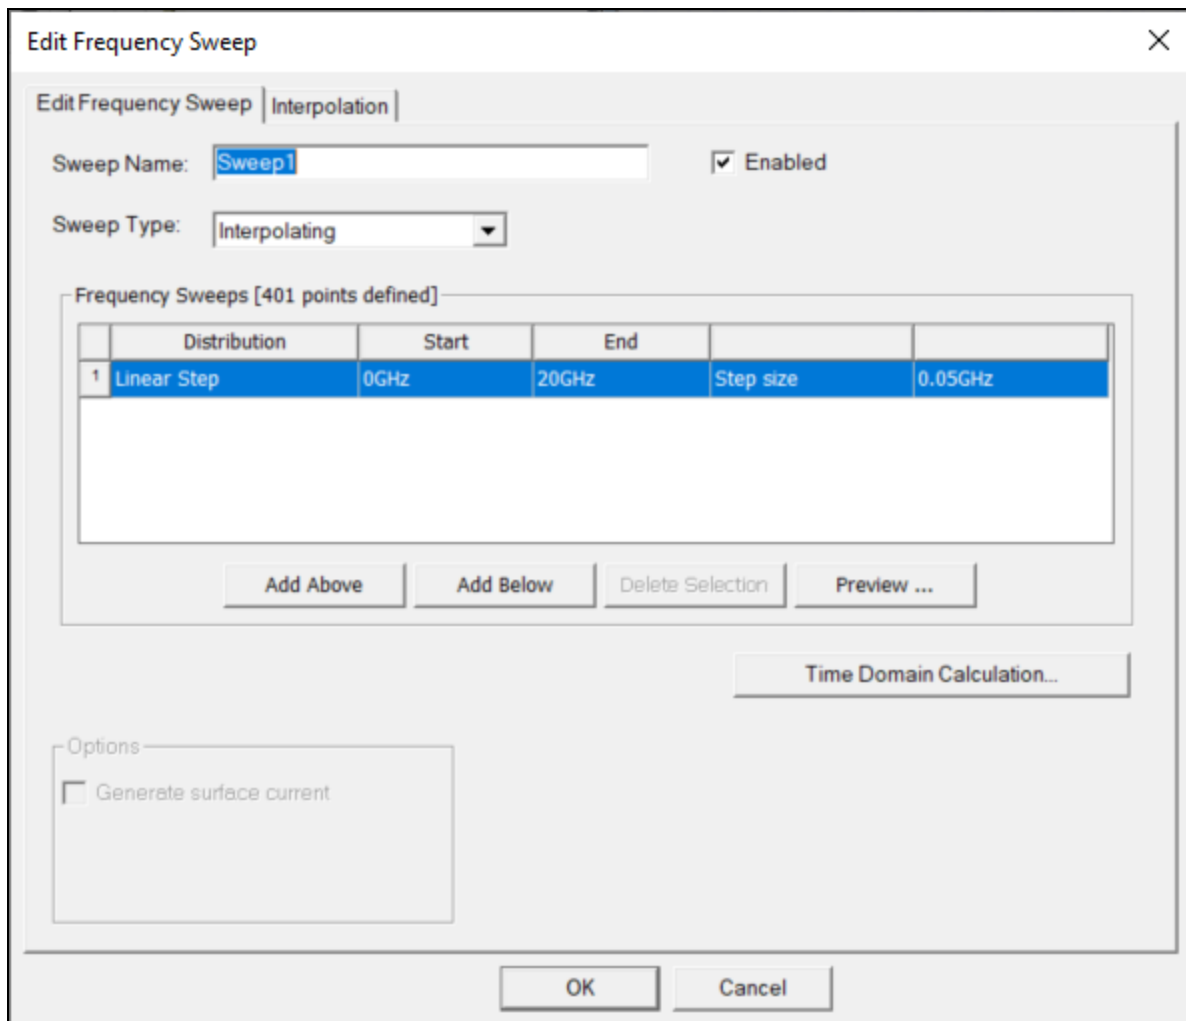 Edit Frequency Sweep
Edit Frequency Sweep Interpolation
Sweep Name: Sweep1 Enabled
Sweep Type: Interpolating
Frequency Sweeps [401 points defined]
Distribution Start End
1 Linear Step 0GHz 20GHz Step size 0.05GHz
Add Above Add Below Delete Selection Preview ...
Time Domain Calculation...
Options
Generate surface current
OK Cancel